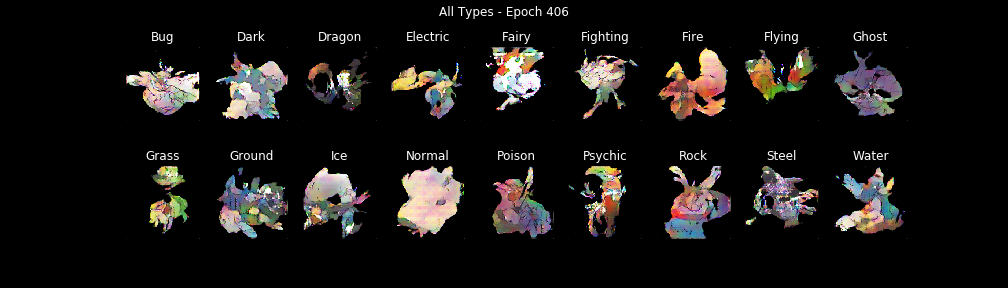 All Types - Epoch 406
Bug Dark Dragon Electric Fairy Fighting Fire Flying Ghost
Grass Ground Ice Normal Poison Psychic Rock Steel Water